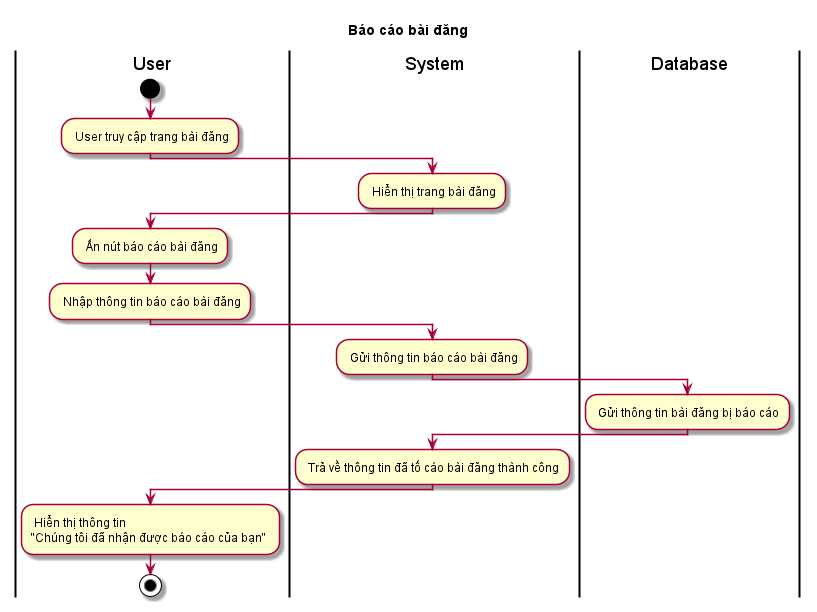 Báo cáo bài đăng
User
System
Database
User truy cập trang bài đăng
Hiển thị trang bài đăng
Ấn nút báo cáo bài đăng
Nhập thông tin báo cáo bài đăng
Gửi thông tin báo cáo bài đăng
Gửi thông tin bài đăng bị báo cáo
Trả về thông tin đã tố cáo bài đăng thành công
Hiển thị thông tin
"Chúng tôi đã nhận được báo cáo của bạn"